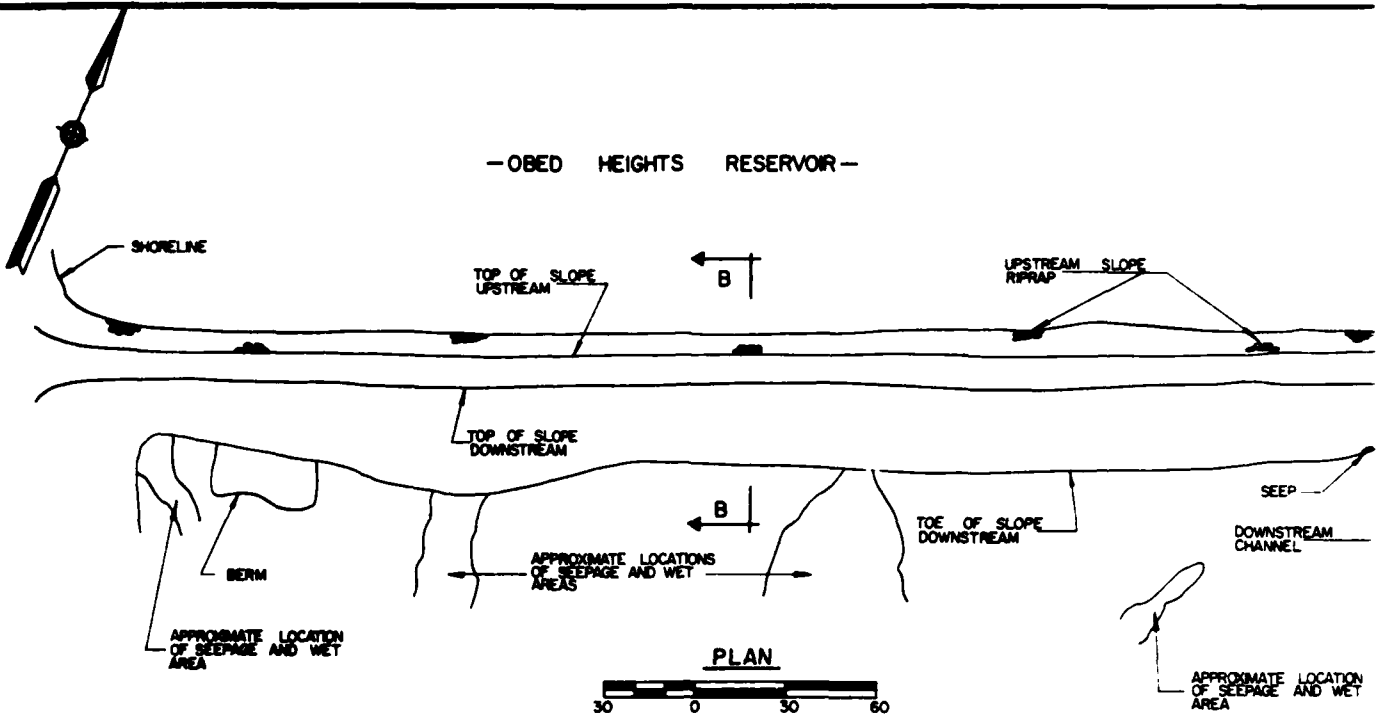 -OBED HEIGHTS RESERVOIR-
SHORELINE
TOP OF SLOPE
UPSTREAM
B
UPSTREAM SLOPE
RIPRAP
TOP OF SLOPE
DOWNSTREAM
SEEP
B
TOE OF SLOPE
DOWNSTREAM
DOWNSTREAM
CHANNEL
BERM
APPROXIMATE LOCATIONS
OF SEEPAGE AND WET
AREAS
APPROXIMATE LOCATION
OF SEEPAGE AND WET
AREA
PLAN
30 0 30 60
APPROXIMATE LOCATION
OF SEEPAGE AND WET
AREA